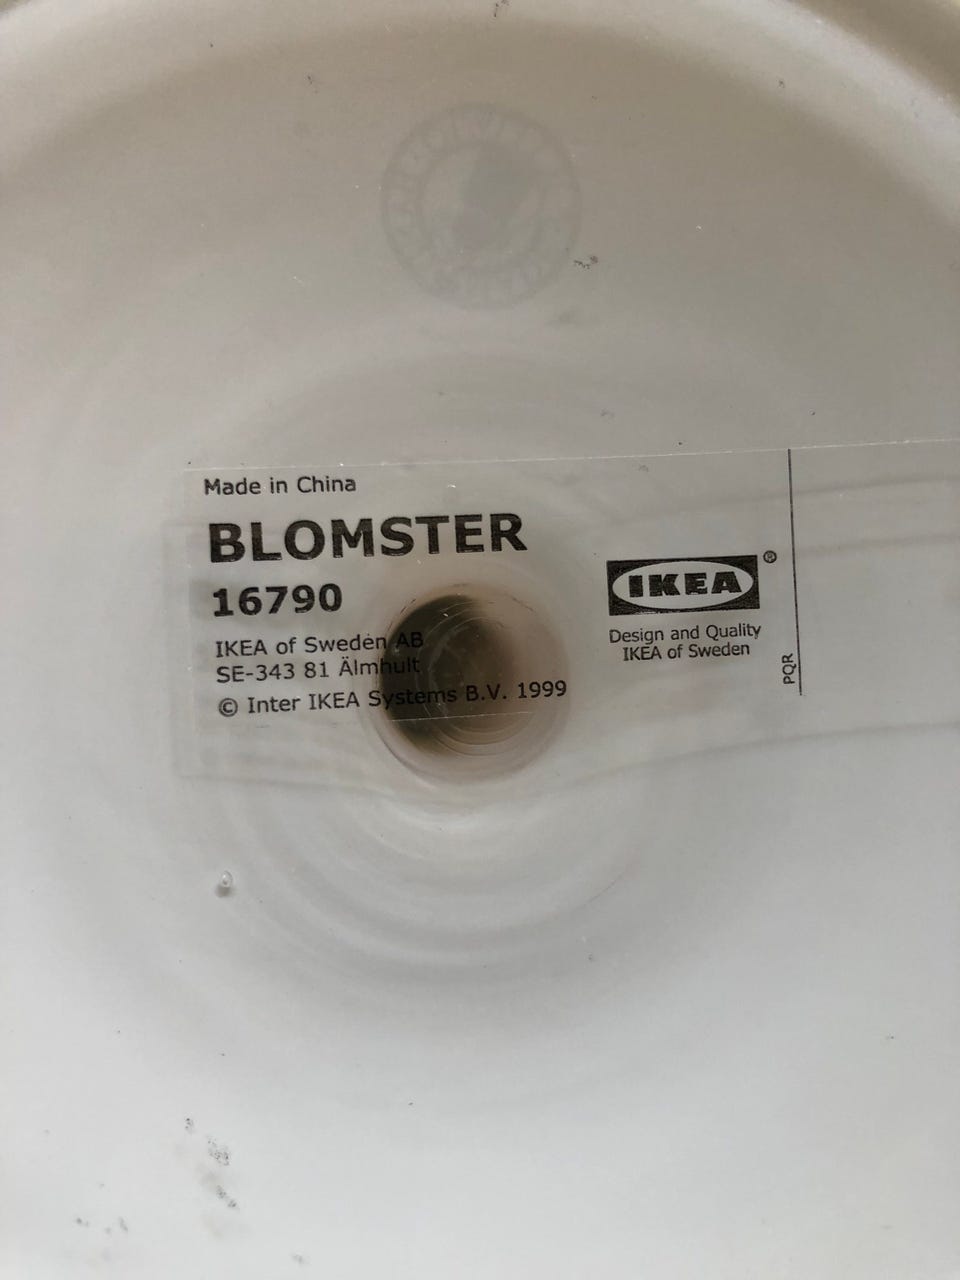 Made in China
BLOMSTER
16790
IKEA of Sweden AB
SE-343 81 Älmhult
© Inter IKEA Systems B.V. 1999
IKEA®
Design and Quality
IKEA of Sweden
PQR